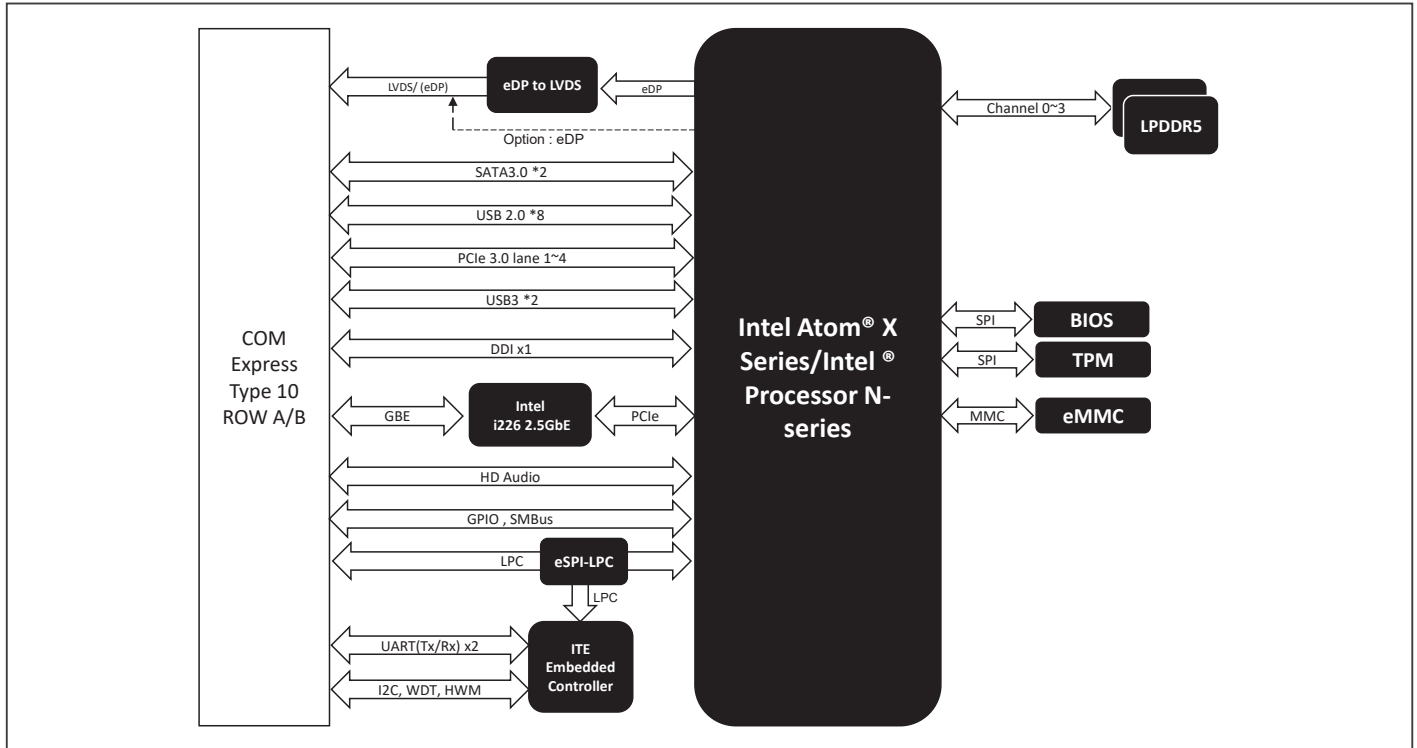 LVDS/ (eDP)
eDP to LVDS
eDP
Option : eDP
Channel 0~3
LPDDR5
SATA3.0 *2
USB 2.0 *8
PCIe 3.0 lane 1~4
USB3 *2
DDI x1
COM
Express
Type 10
ROW A/B
GBE
Intel
i226 2.5GbE
PCIe
Intel Atom® X
Series/Intel ®
Processor N-
series
SPI
BIOS
SPI
TPM
MMC
eMMC
HD Audio
GPIO , SMBus
LPC
eSPI-LPC
LPC
UART(Tx/Rx) x2
I2C, WDT, HWM
ITE
Embedded
Controller